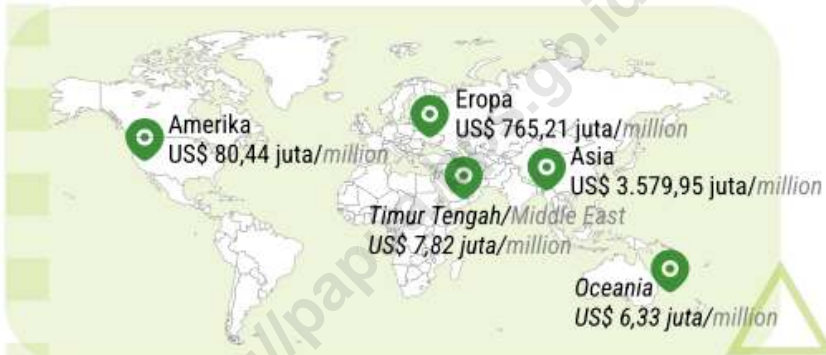 Amerika
US$ 80,44 juta/million
Eropa
US$ 765,21 juta/million
Asia
US$ 3.579,95 juta/million
Timur Tengah/Middle East
US$ 7,82 juta/million
Oceania
US$ 6,33 juta/million